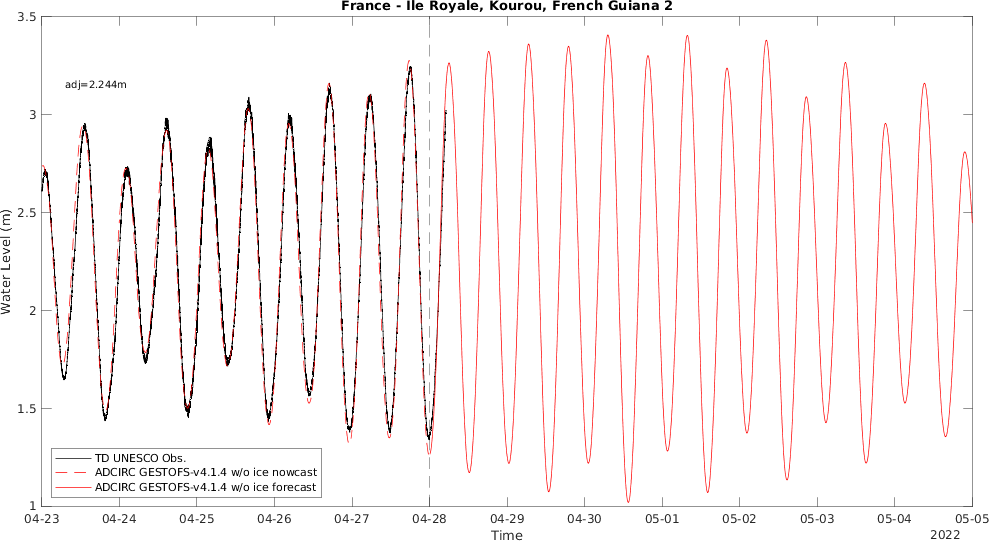 France - Ile Royale, Kourou, French Guiana 2
3.5
3
2.5
2
1.5
1
Water Level (m)
adj=2.244m
TD UNESCO Obs.
ADCIRC GESTOFS-v4.1.4 w/o ice nowcast
ADCIRC GESTOFS-v4.1.4 w/o ice forecast
04-23 04-24 04-25 04-26 04-27 04-28 04-29 04-30 05-01 05-02 05-03 05-04 05-05
Time
2022